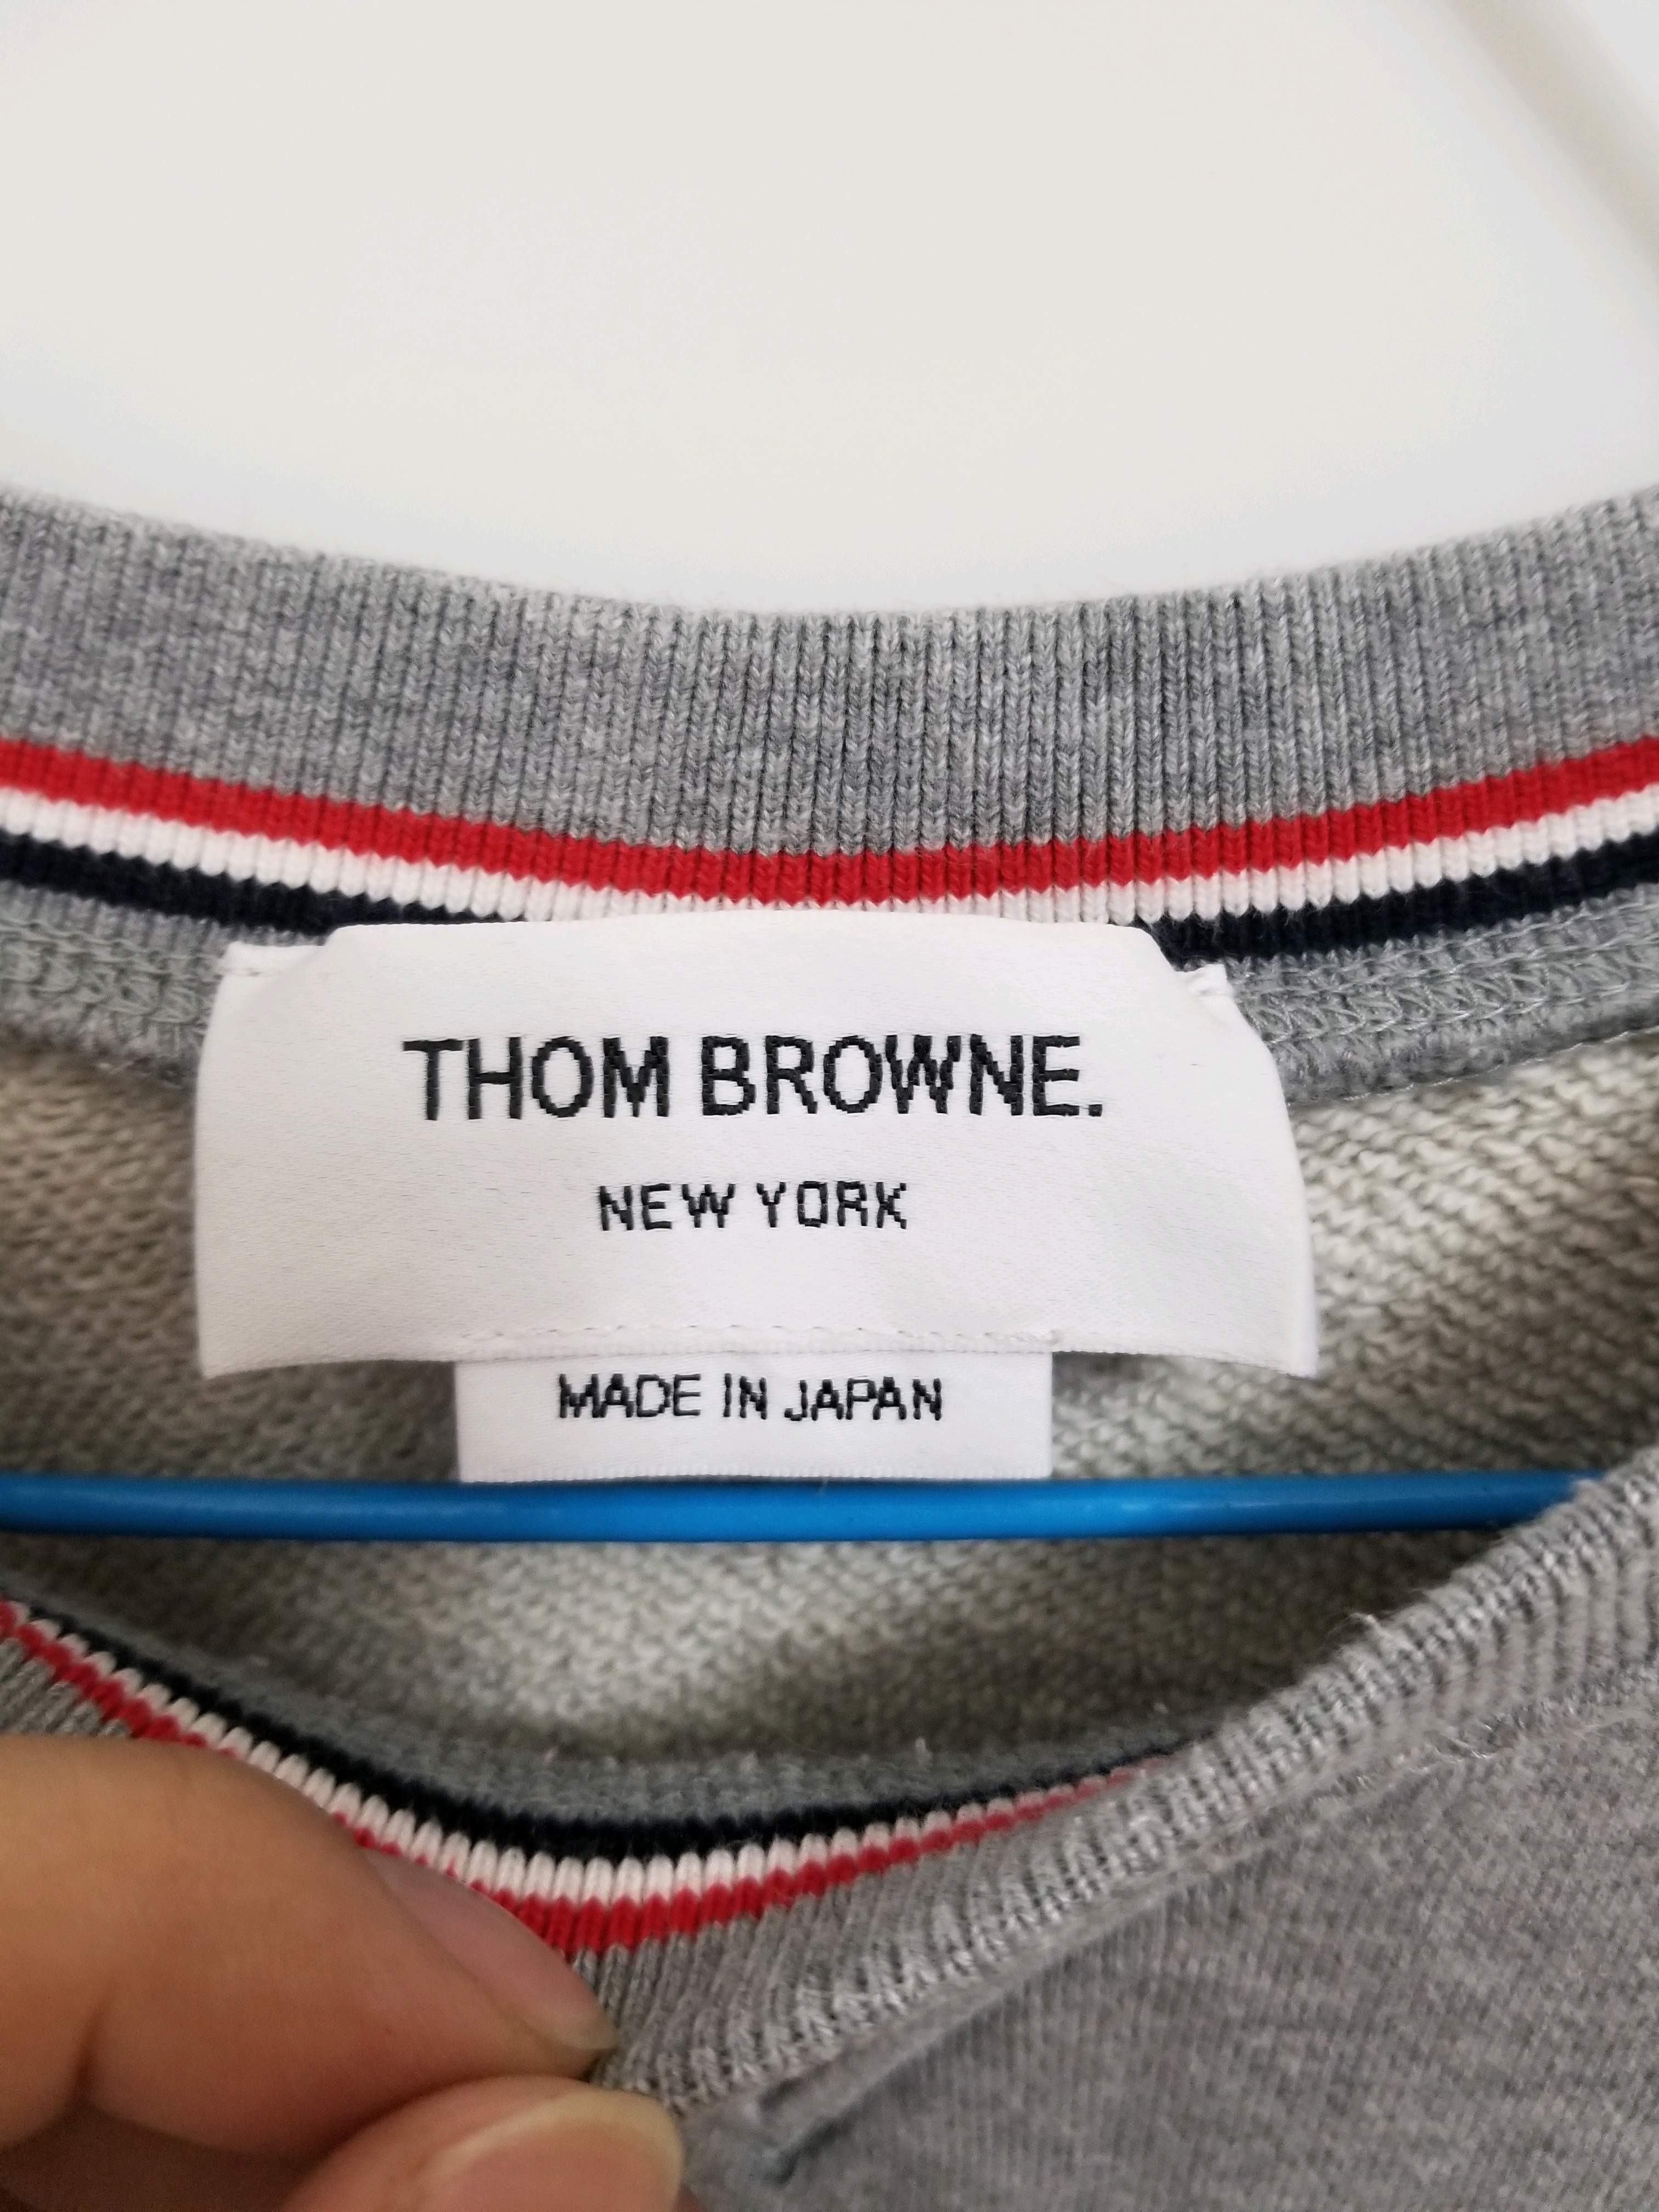 THOM BROWNE.
NEW YORK
MADE IN JAPAN